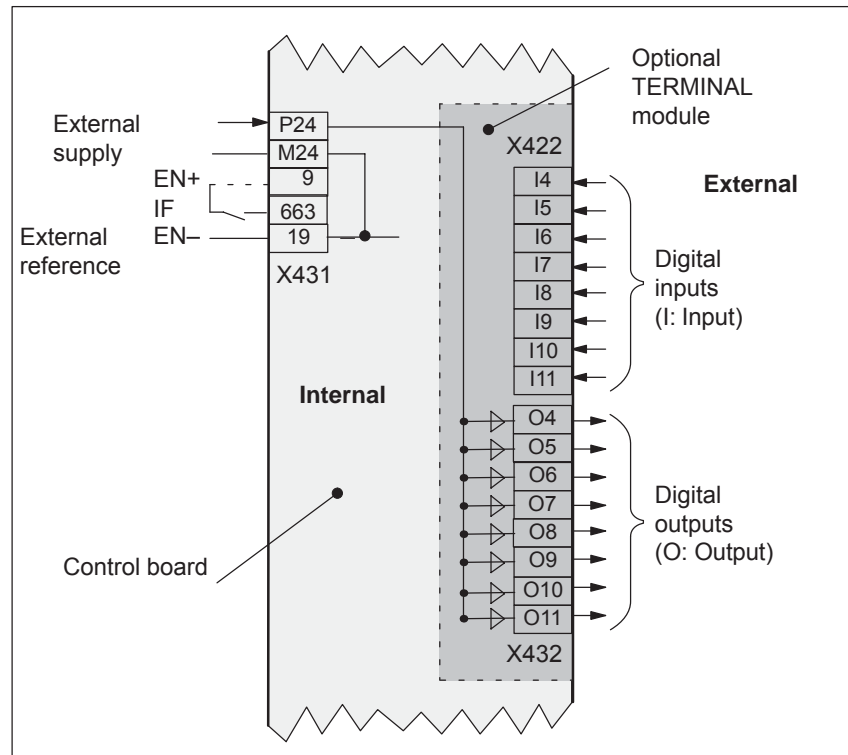 Optional
TERMINAL
module
External
supply
P24
M24
EN+
9
IF
663
External
reference
EN–
19
X431
X422
External
I4
I5
I6
I7
I8
I9
I10
I11
Digital
inputs
(I: Input)
Internal
O4
O5
O6
O7
O8
O9
O10
O11
Digital
outputs
(O: Output)
Control board
X432